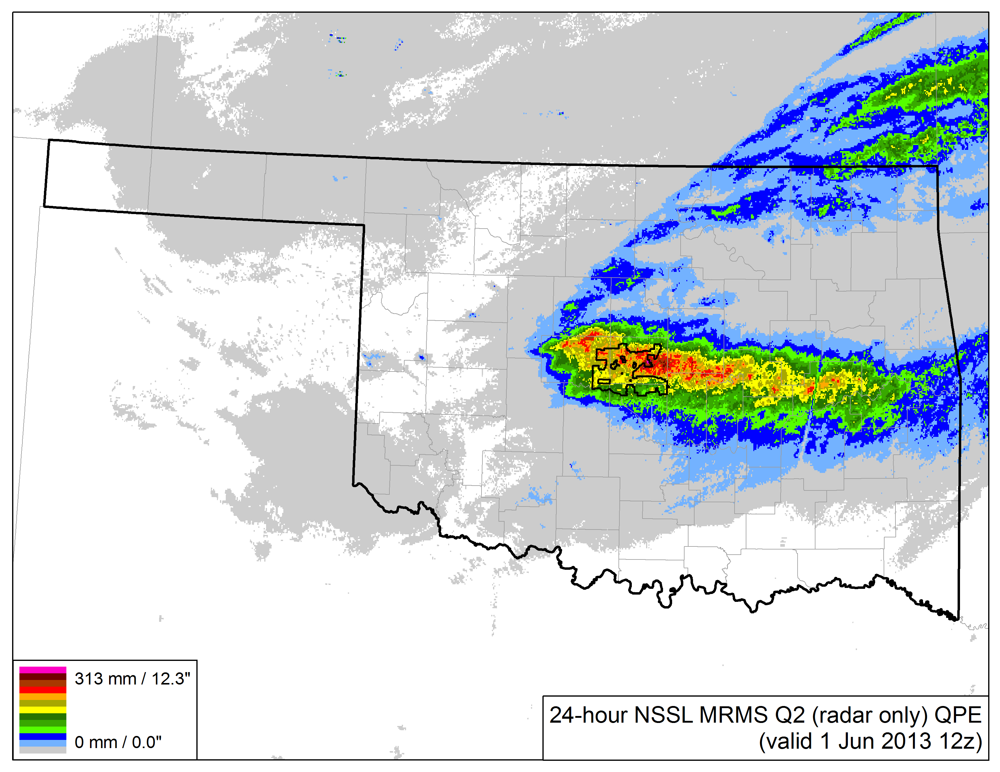 313 mm / 12.3"
0 mm / 0.0"
24-hour NSSL MRMS Q2 (radar only) QPE
(valid 1 Jun 2013 12z)